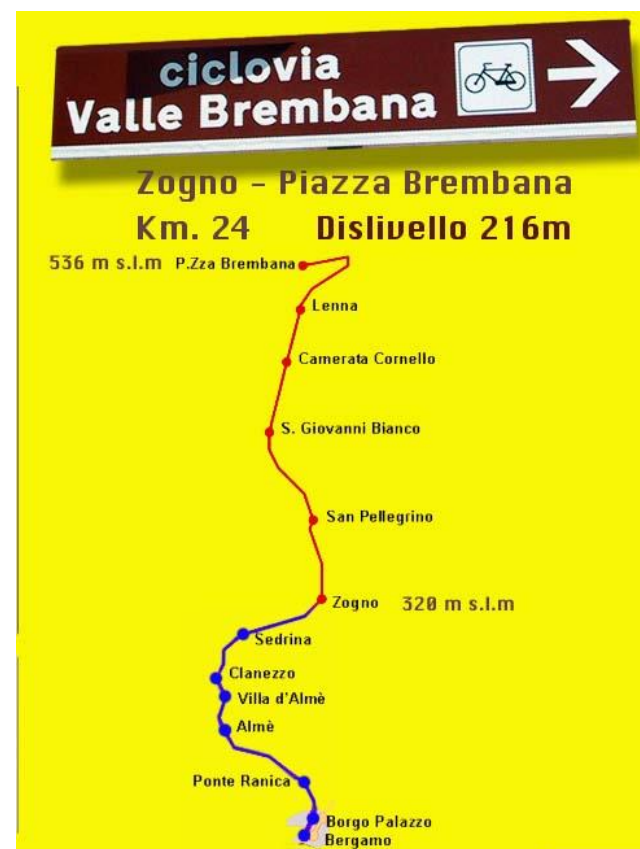 ciclovia
Valle Brembana
Zogno - Piazza Brembana
Km. 24 Dislivello 216m
536 m s.l.m P.Zza Brembana
Lenna
Camerata Cornello
S. Giovanni Bianco
San Pellegrino
Zogno 320 m s.l.m
Sedrina
Clanezzo
Villa d'Almè
Almè
Ponte Ranica
Borgo Palazzo
Bergamo